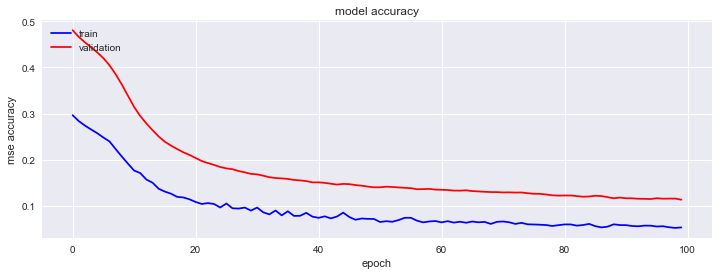 model accuracy
mse accuracy
0.5
0.4
0.3
0.2
0.1
train
validation
0 20 40 60 80 100
epoch